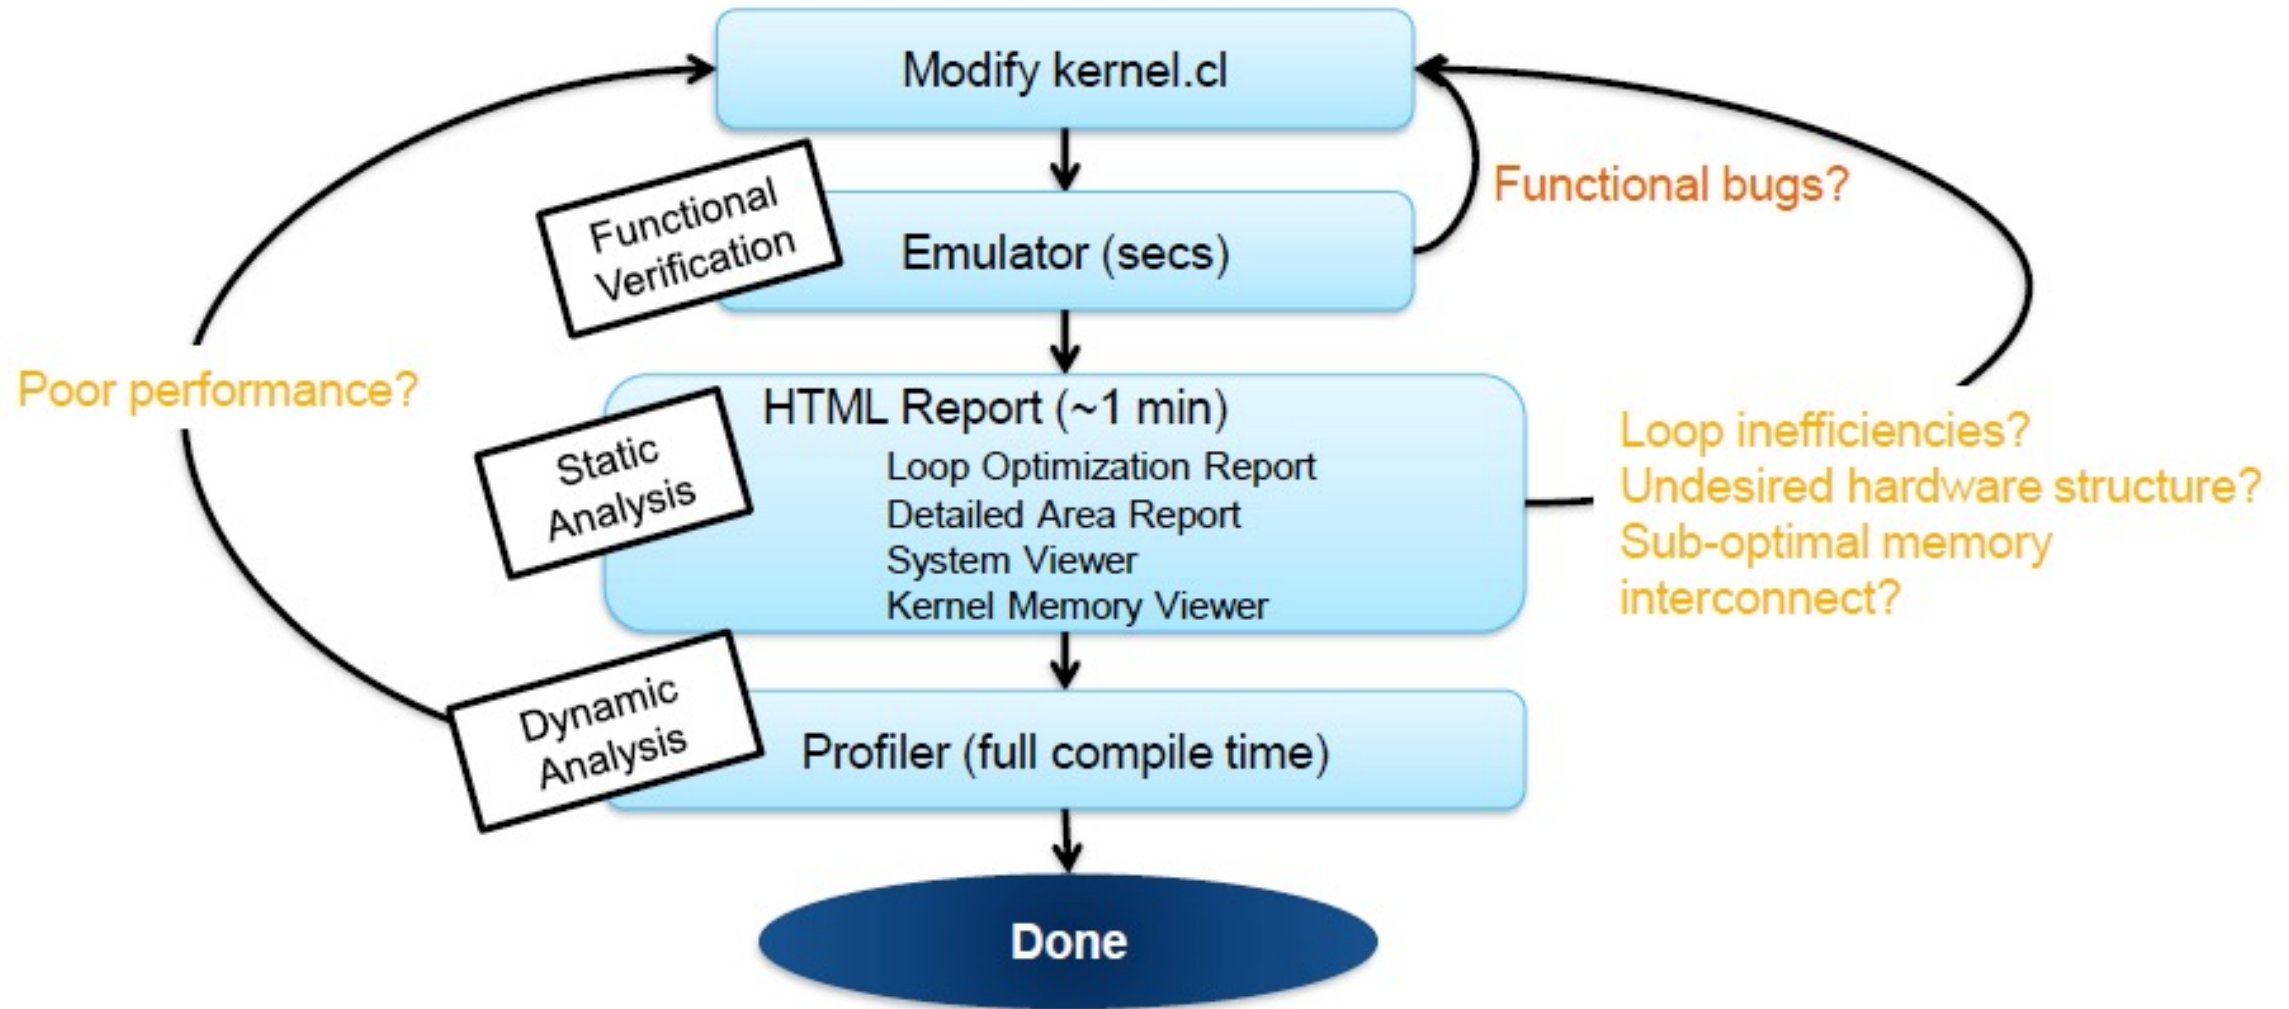 Modify kernel.cl
Functional
Verification
Functional bugs?
Emulator (secs)
Poor performance?
HTML Report (~1 min)
Loop Optimization Report
Detailed Area Report
System Viewer
Kernel Memory Viewer
Static
Analysis
Loop inefficiencies?
Undesired hardware structure?
Sub-optimal memory
interconnect?
Dynamic
Analysis
Profiler (full compile time)
Done